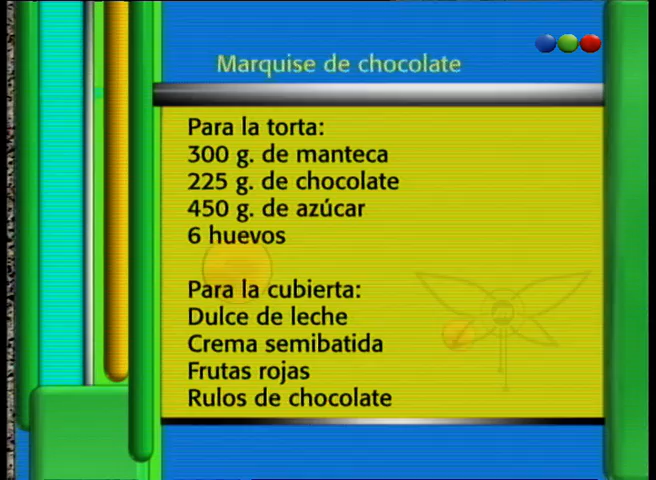 Marquise de chocolate
Para la torta:
300 g. de manteca
225 g. de chocolate
450 g. de azúcar
6 huevos
Para la cubierta:
Dulce de leche
Crema semibatida
Frutas rojas
Rulos de chocolate